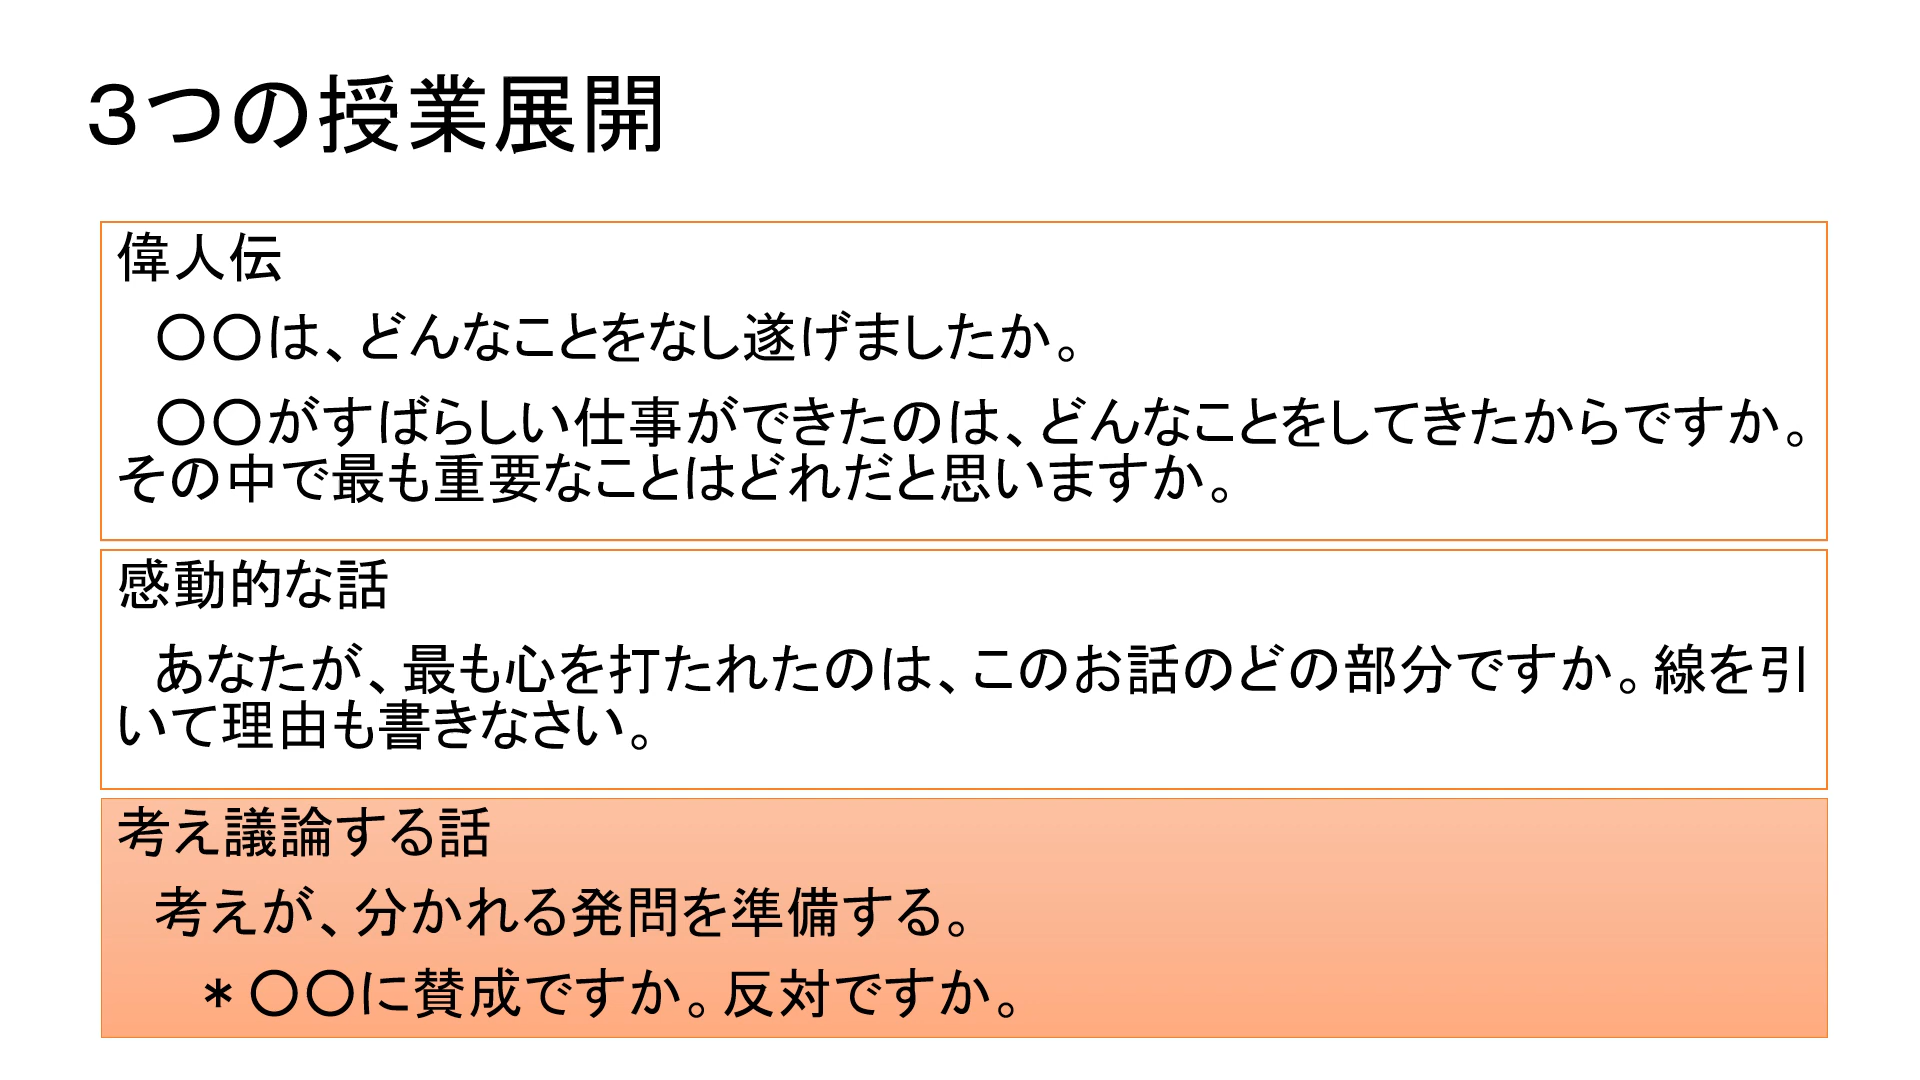 ３つの授業展開
偉人伝
〇〇は、どんなことをなし遂げましたか。
〇〇がすばらしい仕事ができたのは、どんなことをしてきたからですか。
その中で最も重要なことはどれだと思いますか。
感動的な話
あなたが、最も心を打たれたのは、このお話のどの部分ですか。線を引
いて理由も書きなさい。
考え議論する話
考えが、分かれる発問を準備する。
＊〇〇に賛成ですか。反対ですか。